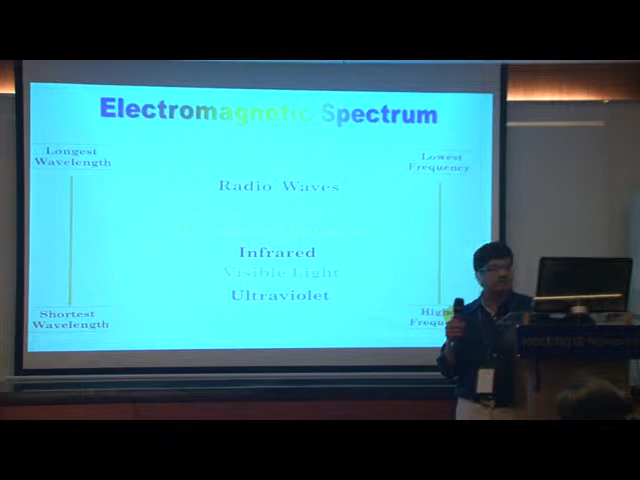 Electromagnetic Spectrum
Longest
Wavelength
Lowest
Frequency
Radio Waves
Infrared
Visible Light
Ultraviolet
Shortest
Wavelength